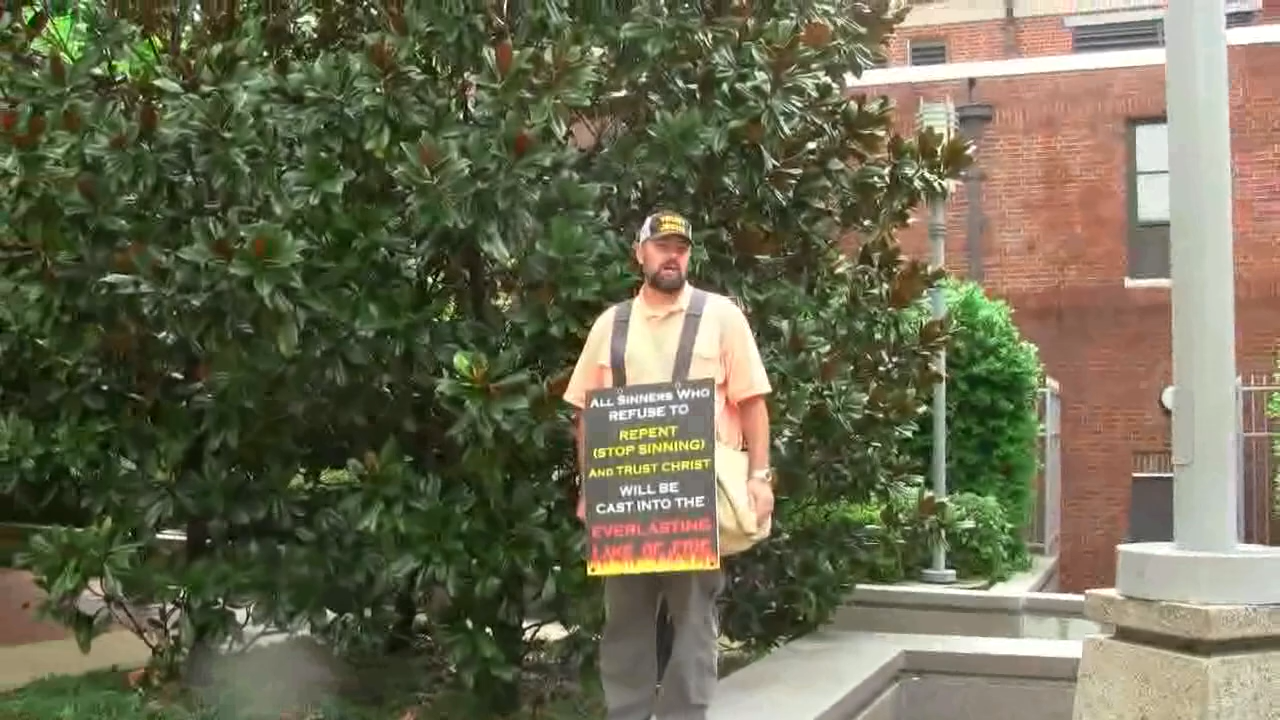 All Sinners Who
REFUSE TO
REPENT
(STOP SINNING)
AND TRUST CHRIST
WILL BE
CAST INTO THE
EVERLASTING
LAKE OF FIRE